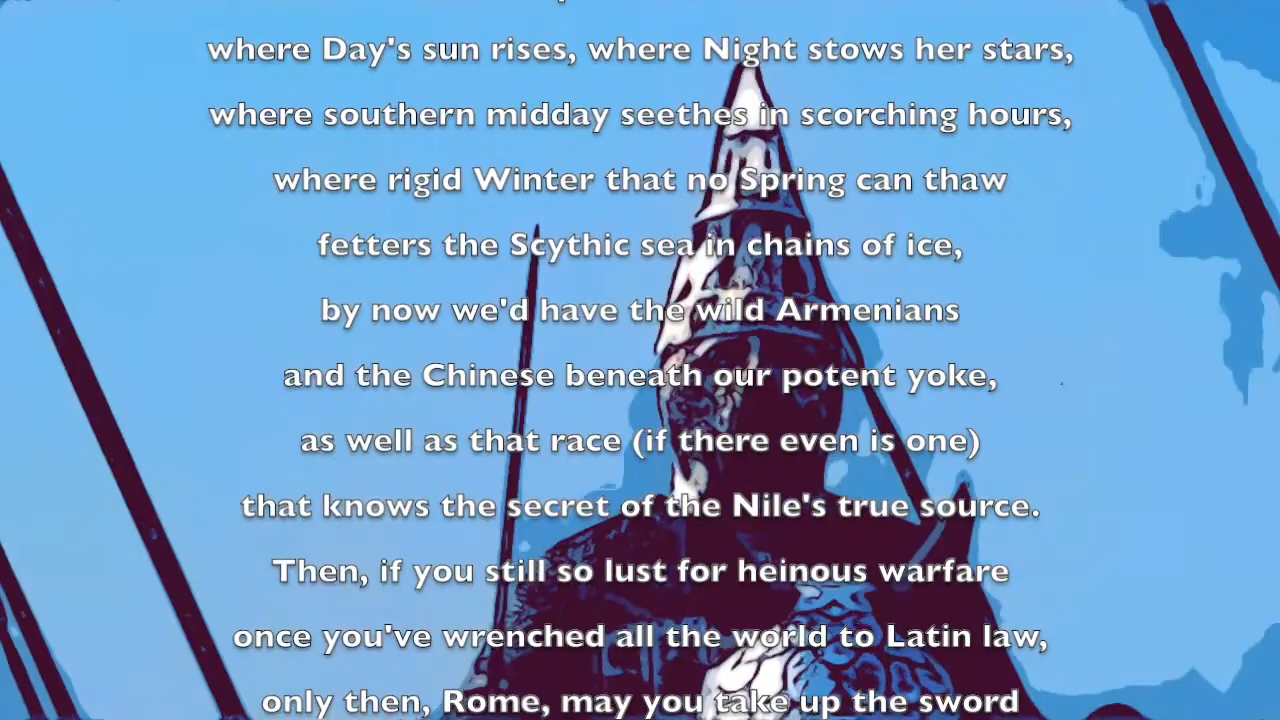 where Day's sun rises, where Night stows her stars,
where southern midday seethes in scorching hours,
where rigid Winter that no Spring can thaw
fetters the Scythic sea in chains of ice,
by now we'd have the wild Armenians
and the Chinese beneath our potent yoke,
as well as that race (if there even is one)
that knows the secret of the Nile's true source.
Then, if you still so lust for heinous warfare
once you've wrenched all the world to Latin law,
only then, Rome, may you take up the sword